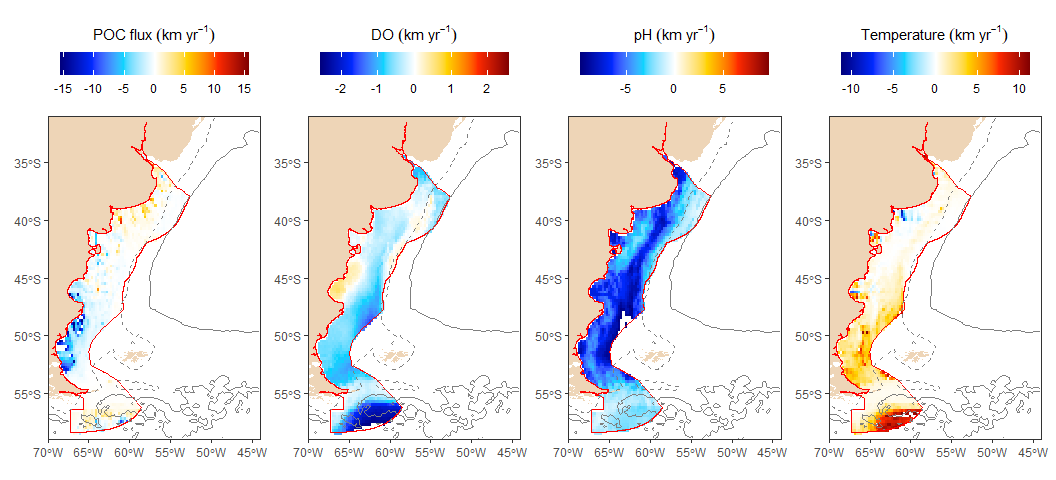 POC flux (km yr⁻¹) DO (km yr⁻¹) pH (km yr⁻¹) Temperature (km yr⁻¹)
-15 -10 -5 0 5 10 15 -2 -1 0 1 2 -5 0 5 -10 -5 0 5 10
35°S 35°S 35°S 35°S
40°S 40°S 40°S 40°S
45°S 45°S 45°S 45°S
50°S 50°S 50°S 50°S
55°S 55°S 55°S 55°S
70°W 65°W 60°W 55°W 50°W 45°W 70°W 65°W 60°W 55°W 50°W 45°W 70°W 65°W 60°W 55°W 50°W 45°W 70°W 65°W 60°W 55°W 50°W 45°W